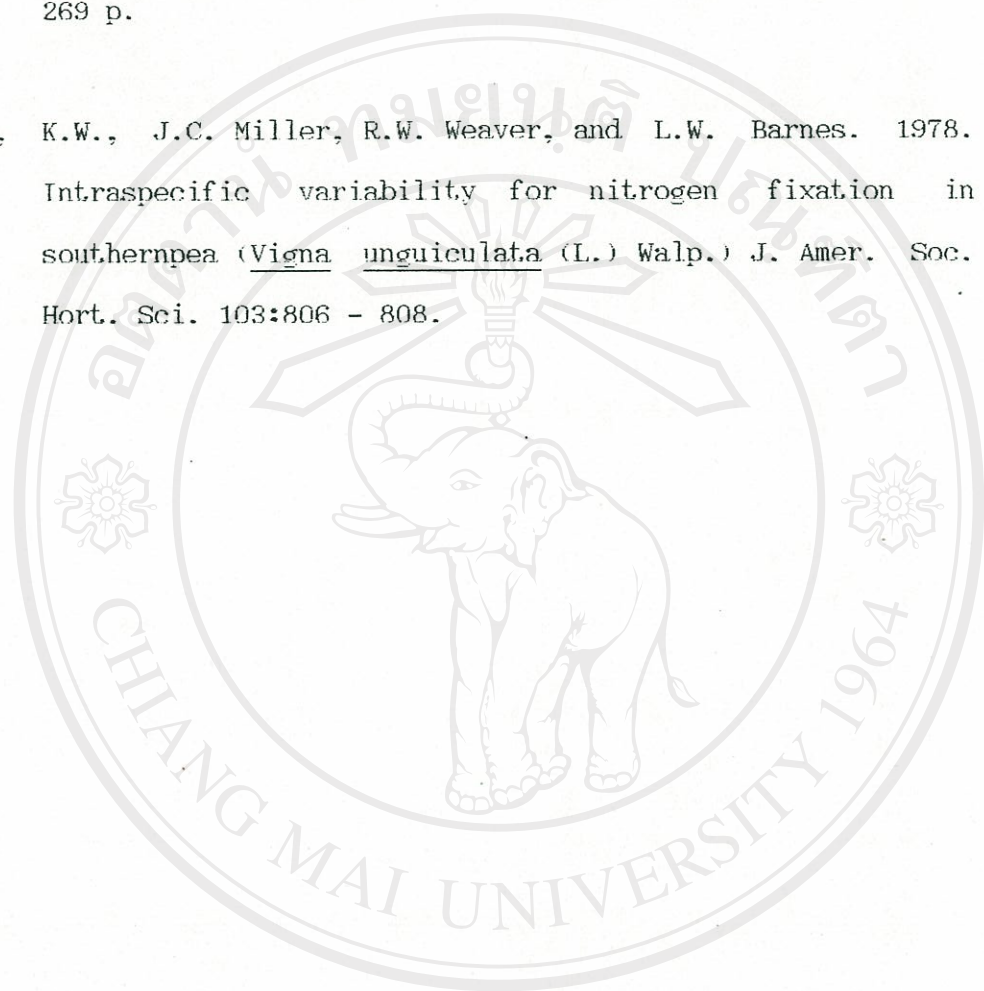 269 p.
, K.W., J.C. Miller, R.W. Weaver, and L.W. Barnes. 1978.
Intraspecific variability for nitrogen fixation in
southernpea (Vigna unguiculata (L.) Walp.) J. Amer. Soc.
Hort. Sci. 103:806 - 808.
CHIANG MAI UNIVERSITY 1964